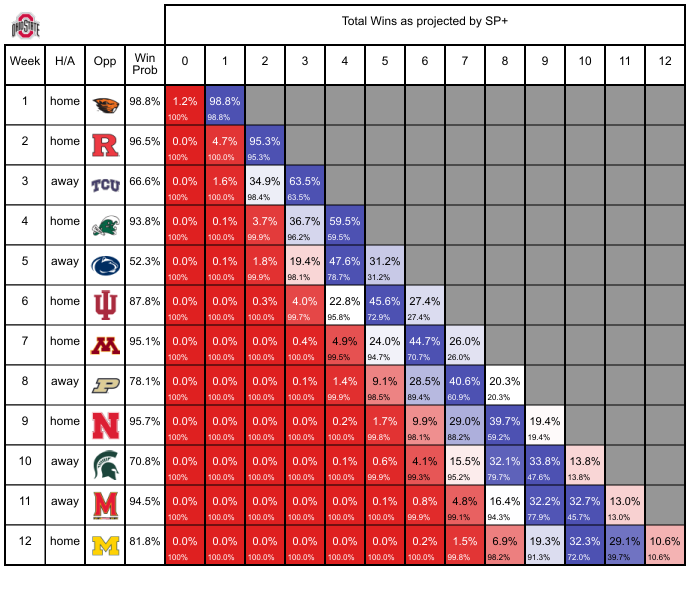 OHIO STATE
Total Wins as projected by SP+
Week H/A Opp Win Prob 0 1 2 3 4 5 6 7 8 9 10 11 12
1 home 98.8% 1.2% 98.8%
100% 98.8%
2 home R 96.5% 0.0% 4.7% 95.3%
100% 100.0% 95.3%
3 away TCU 66.6% 0.0% 1.6% 34.9% 63.5%
100% 100.0% 98.4% 63.5%
4 home 93.8% 0.0% 0.1% 3.7% 36.7% 59.5%
100% 100.0% 99.9% 96.2% 59.5%
5 away 52.3% 0.0% 0.1% 1.8% 19.4% 47.6% 31.2%
100% 100.0% 99.9% 98.1% 78.7% 31.2%
6 home 87.8% 0.0% 0.0% 0.3% 4.0% 22.8% 45.6% 27.4%
100% 100.0% 100.0% 99.7% 95.8% 72.9% 27.4%
7 home M 95.1% 0.0% 0.0% 0.0% 0.4% 4.9% 24.0% 44.7% 26.0%
100% 100.0% 100.0% 100.0% 99.5% 94.7% 70.7% 26.0%
8 away P 78.1% 0.0% 0.0% 0.0% 0.1% 1.4% 9.1% 28.5% 40.6% 20.3%
100% 100.0% 100.0% 100.0% 99.9% 98.5% 89.4% 60.9% 20.3%
9 home N 95.7% 0.0% 0.0% 0.0% 0.0% 0.2% 1.7% 9.9% 29.0% 39.7% 19.4%
100% 100.0% 100.0% 100.0% 100.0% 99.8% 98.1% 88.2% 59.2% 19.4%
10 away 70.8% 0.0% 0.0% 0.0% 0.0% 0.1% 0.6% 4.1% 15.5% 32.1% 33.8% 13.8%
100% 100.0% 100.0% 100.0% 100.0% 99.9% 99.3% 95.2% 79.7% 47.6% 13.8%
11 away M 94.5% 0.0% 0.0% 0.0% 0.0% 0.0% 0.1% 0.8% 4.8% 16.4% 32.2% 32.7% 13.0%
100% 100.0% 100.0% 100.0% 100.0% 100.0% 99.9% 99.1% 94.3% 77.9% 45.7% 13.0%
12 home M 81.8% 0.0% 0.0% 0.0% 0.0% 0.0% 0.0% 0.2% 1.5% 6.9% 19.3% 32.3% 29.1% 10.6%
100% 100.0% 100.0% 100.0% 100.0% 100.0% 100.0% 99.8% 98.2% 91.3% 72.0% 39.7% 10.6%